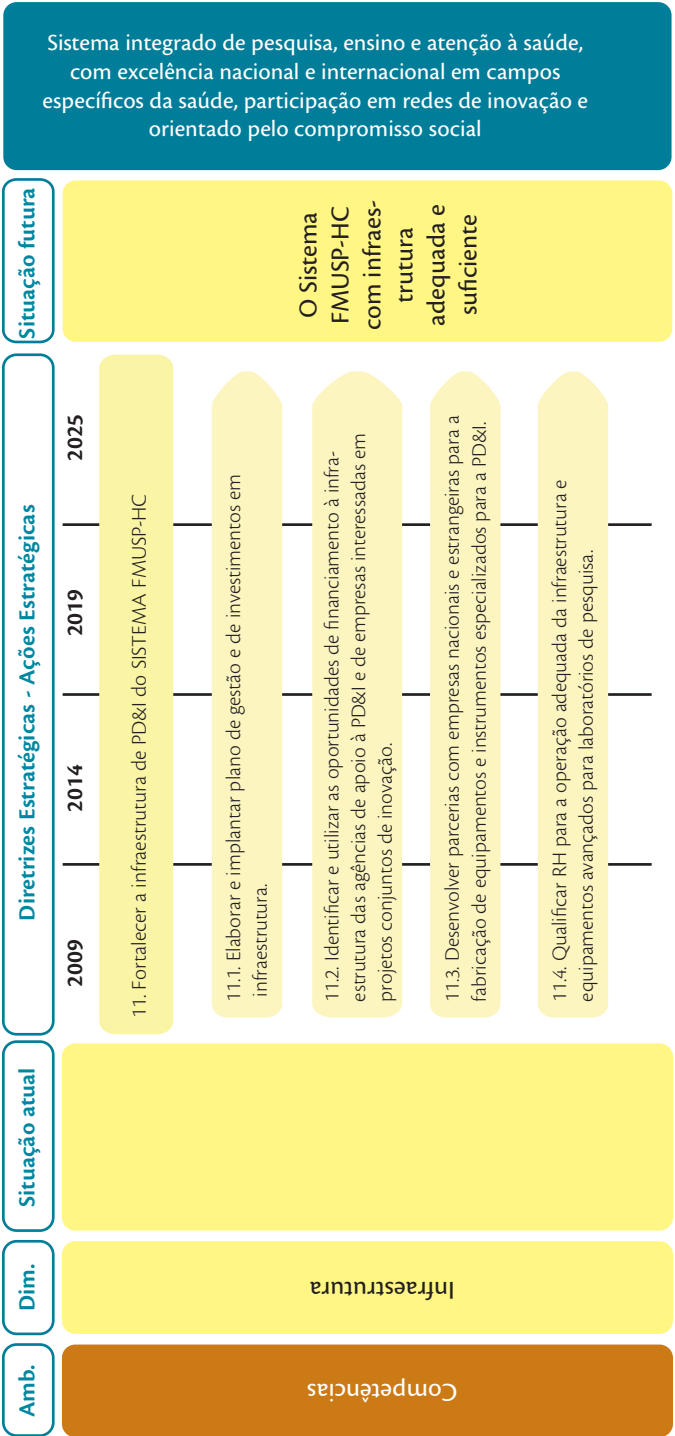 Sistema integrado de pesquisa, ensino e atenção à saúde,
com excelência nacional e internacional em campos
específicos da saúde, participação em redes de inovação e
orientado pelo compromisso social
Amb.
Dim.
Situação atual
Diretrizes Estratégicas - Ações Estratégicas
Situação futura
2009
2014
2019
2025
Competências
Infraestrutura
11. Fortalecer a infraestrutura de PD&I do SISTEMA FMUSP-HC
11.1. Elaborar e implantar plano de gestão e de investimentos em
infraestrutura.
11.2. Identificar e utilizar as oportunidades de financiamento à infra-
estrutura das agências de apoio à PD&I e de empresas interessadas em
projetos conjuntos de inovação.
11.3. Desenvolver parcerias com empresas nacionais e estrangeiras para a
fabricação de equipamentos e instrumentos especializados para a PD&I.
11.4. Qualificar RH para a operação adequada da infraestrutura e
equipamentos avançados para laboratórios de pesquisa.
O Sistema
FMUSP-HC
com infraes-
trutura
adequada e
suficiente